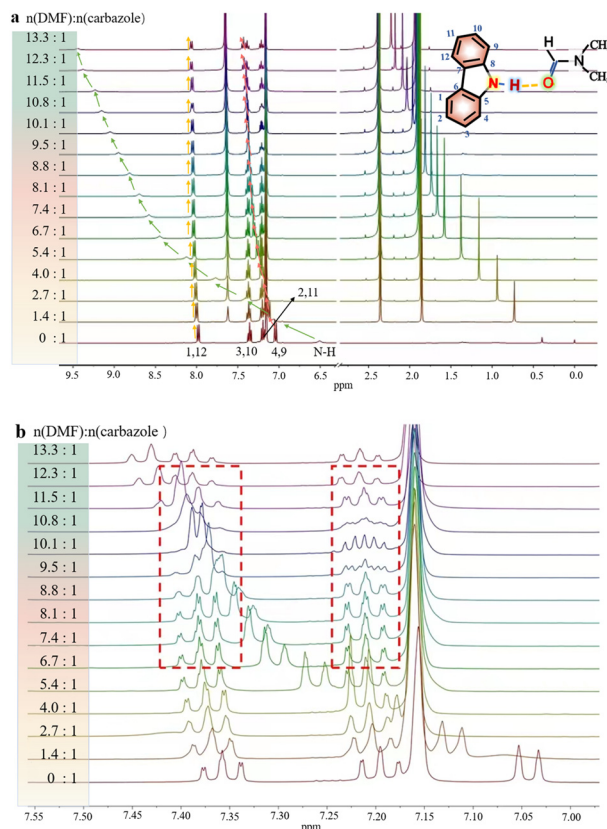 a n(DMF):n(carbazole)
13.3 : 1
12.3 : 1
11.5 : 1
10.8 : 1
10.1 : 1
9.5 : 1
8.8 : 1
8.1 : 1
7.4 : 1
6.7 : 1
5.4 : 1
4.0 : 1
2.7 : 1
1.4 : 1
0 : 1
10
11
9
12
8
7
6
N
H
O
1
5
2
4
3
H
C
N
CH
CH
2,11
1,12 3,10 4,9 N-H
9.5 9.0 8.5 8.0 7.5 7.0 6.5 2.5 2.0 1.5 1.0 0.5 0.0
ppm
b n(DMF):n(carbazole )
13.3 : 1
12.3 : 1
11.5 : 1
10.8 : 1
10.1 : 1
9.5 : 1
8.8 : 1
8.1 : 1
7.4 : 1
6.7 : 1
5.4 : 1
4.0 : 1
2.7 : 1
1.4 : 1
0 : 1
7.55 7.50 7.45 7.40 7.35 7.30 7.25 7.20 7.15 7.10 7.05 7.00
ppm